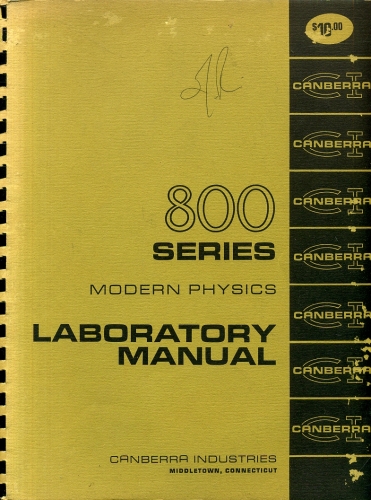 $10.00
CANBERRA
CANBERRA
CANBERRA
CANBERRA
CANBERRA
CANBERRA
CANBERRA
800
SERIES
MODERN PHYSICS
LABORATORY
MANUAL
CANBERRA INDUSTRIES
MIDDLETOWN, CONNECTICUT